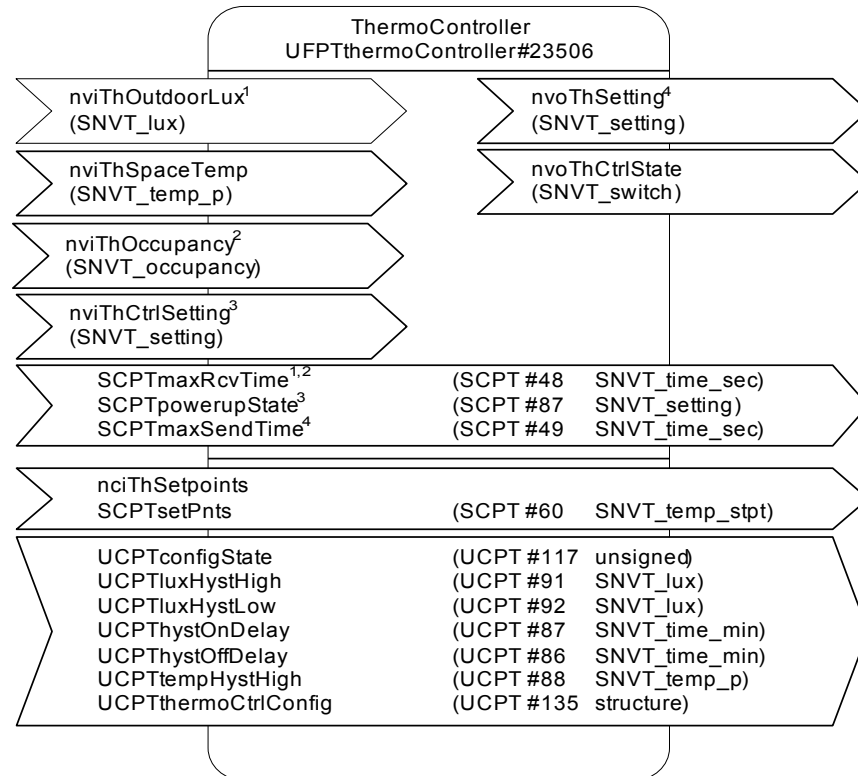 ThermoController
UFPTthermoController#23506
nviThOutdoorLux¹
(SNVT_lux)
nvoThSetting⁴
(SNVT_setting)
nviThSpaceTemp
(SNVT_temp_p)
nvoThCtrlState
(SNVT_switch)
nviThOccupancy²
(SNVT_occupancy)
nviThCtrlSetting³
(SNVT_setting)
SCPTmaxRcvTime¹,² (SCPT #48 SNVT_time_sec)
SCPTpowerupState³ (SCPT #87 SNVT_setting)
SCPTmaxSendTime⁴ (SCPT #49 SNVT_time_sec)
nciThSetpoints
SCPTsetPnts (SCPT #60 SNVT_temp_stpt)
UCPTconfigState (UCPT #117 unsigned)
UCPTluxHystHigh (UCPT #91 SNVT_lux)
UCPTluxHystLow (UCPT #92 SNVT_lux)
UCPThystOnDelay (UCPT #87 SNVT_time_min)
UCPThystOffDelay (UCPT #86 SNVT_time_min)
UCPTtempHystHigh (UCPT #88 SNVT_temp_p)
UCPTthermoCtrlConfig (UCPT #135 structure)